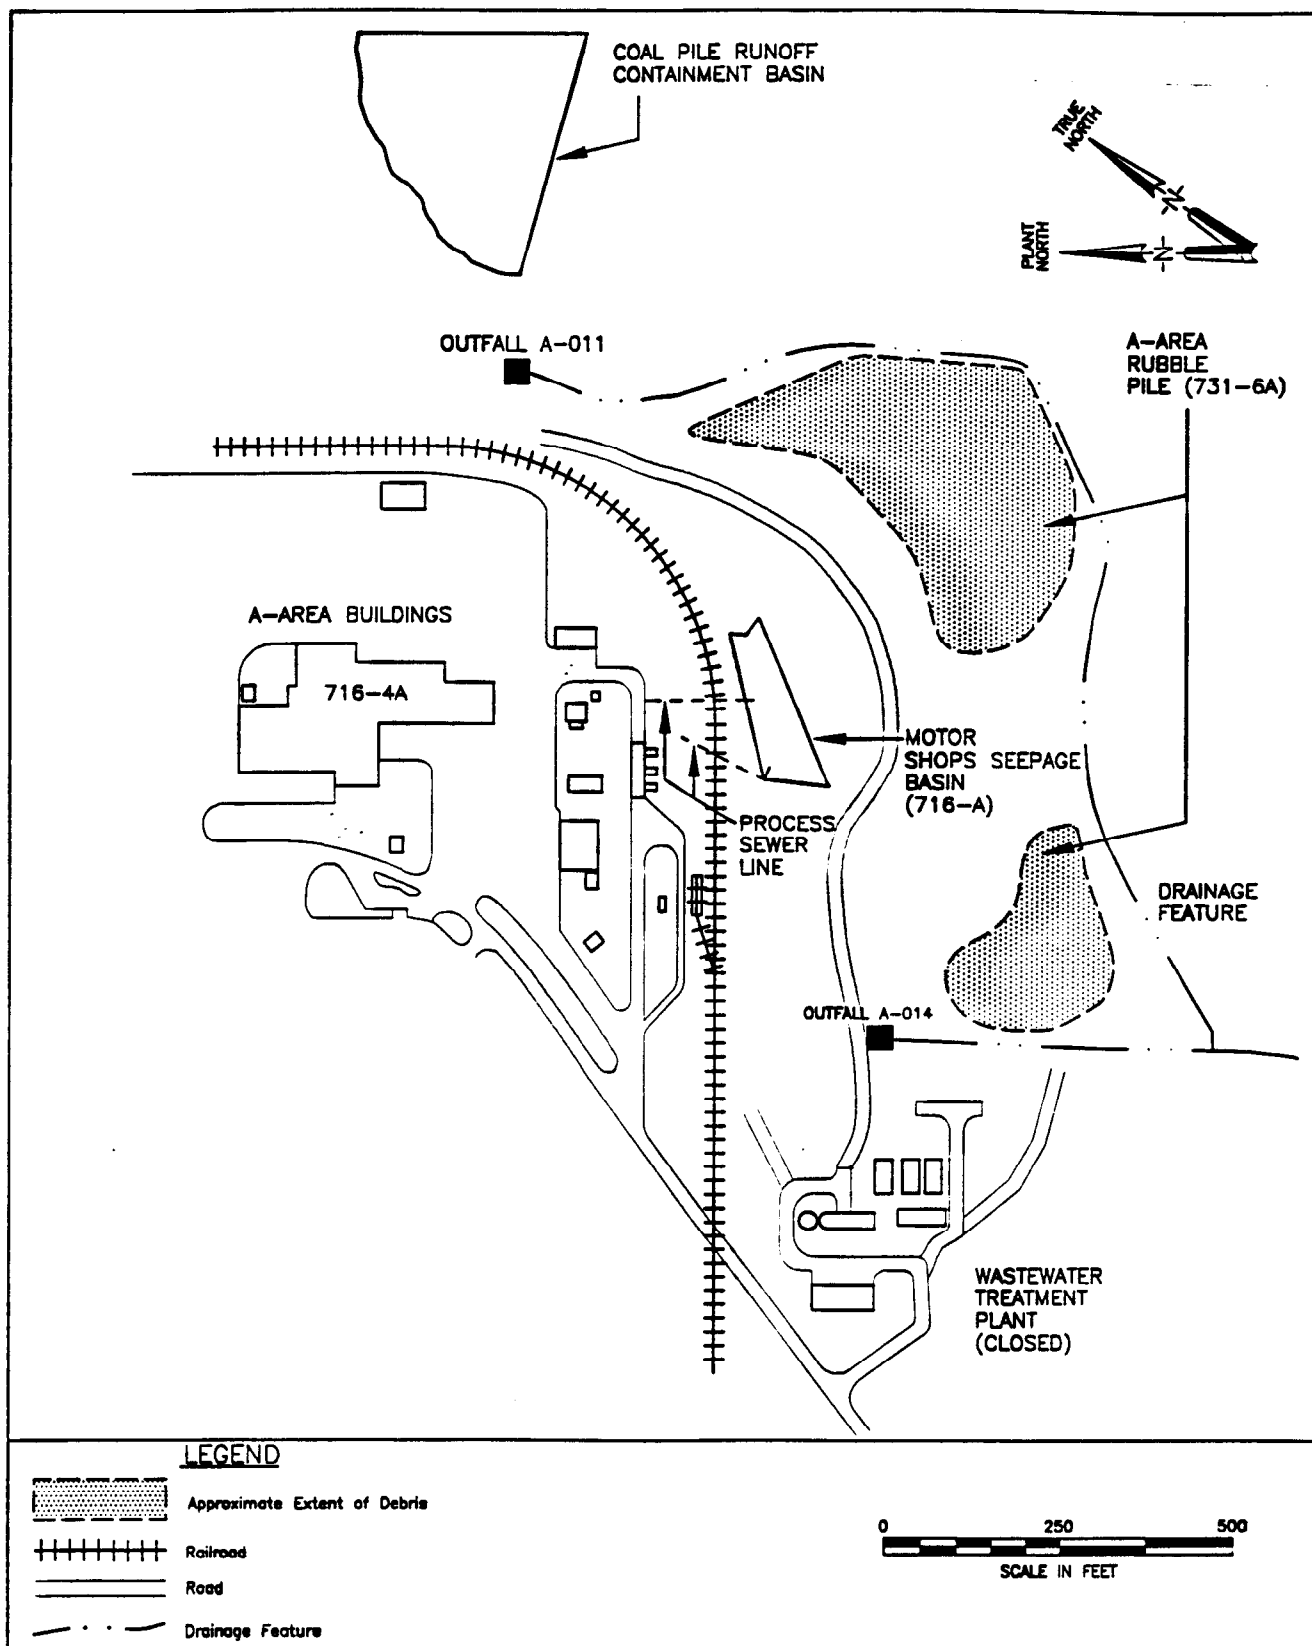 COAL PILE RUNOFF
CONTAINMENT BASIN
TRUE
NORTH
N
PLANT
NORTH
N
OUTFALL A-011
A-AREA
RUBBLE
PILE (731-6A)
A-AREA BUILDINGS
716-4A
MOTOR
SHOPS SEEPAGE
BASIN
(716-A)
PROCESS
SEWER
LINE
DRAINAGE
FEATURE
OUTFALL A-014
WASTEWATER
TREATMENT
PLANT
(CLOSED)
LEGEND
Approximate Extent of Debris
Railroad
Road
Drainage Feature
0 250 500
SCALE IN FEET